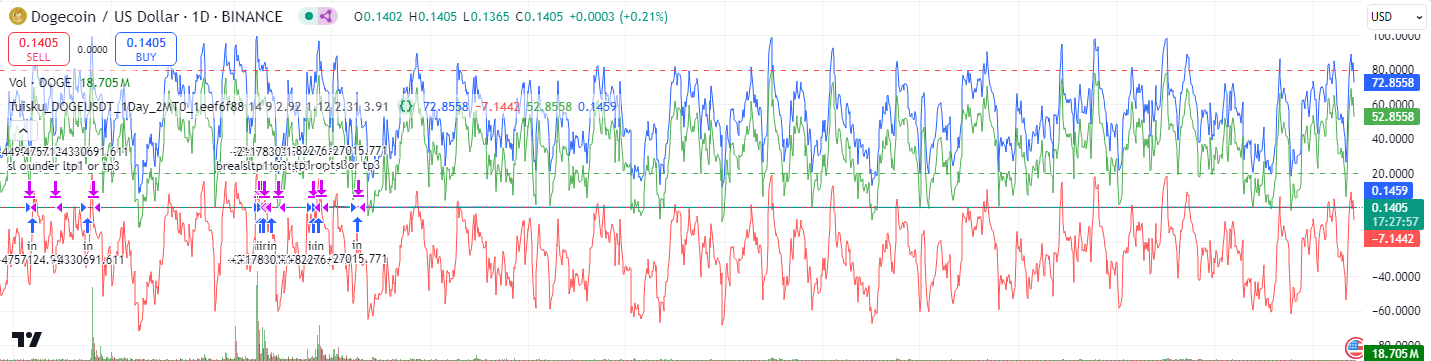 Dogecoin / US Dollar · 1D · BINANCE O0.1402 H0.1405 L0.1365 C0.1405 +0.0003 (+0.21%)
USD
0.1405
SELL
0.0000
0.1405
BUY
Vol · DOGE 18.705M
Tuisku_DOGEUSDT_1Day_2MT0_1eef6f88 14 9 2.92 1.12 2.31 3.91 72.8558 −7.1442 52.8558 0.1459
sl o under ltp1 or tp3
in
in
in
100.0000
80.0000
72.8558
60.0000
52.8558
40.0000
20.0000
0.1459
0.1405
17:27:57
−7.1442
−40.0000
−60.0000
−80.0000
18.705M